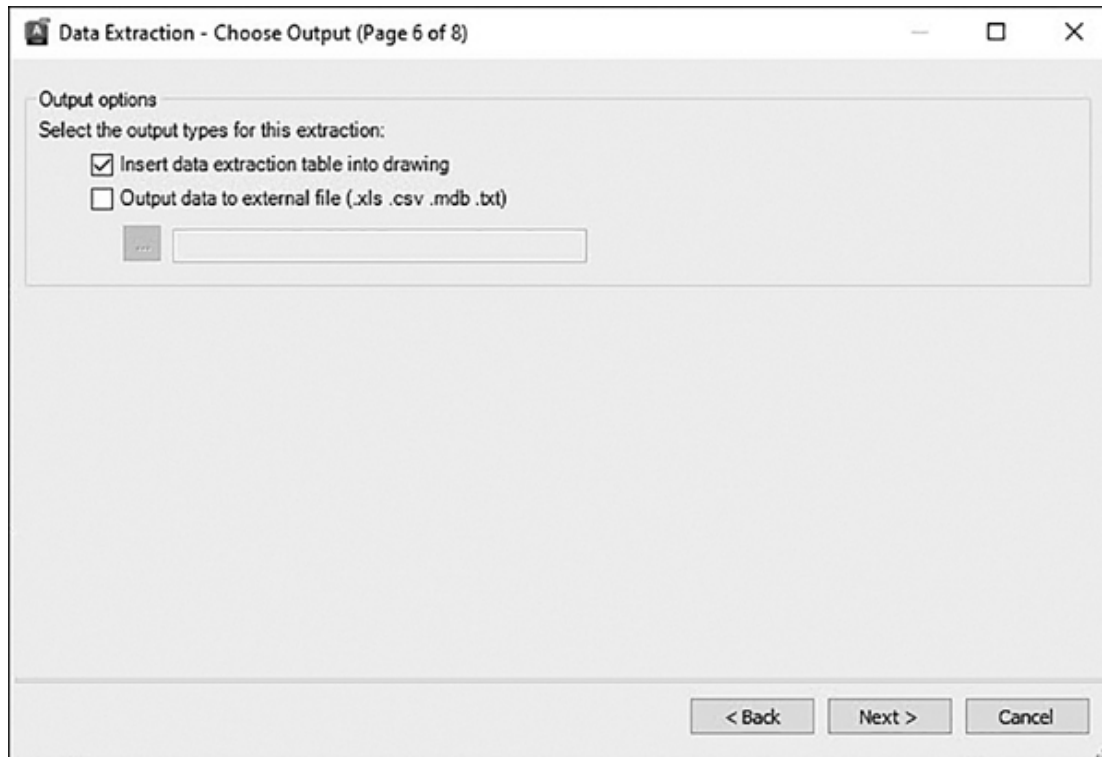 Data Extraction - Choose Output (Page 6 of 8)
Output options
Select the output types for this extraction:
Insert data extraction table into drawing
Output data to external file (.xls .csv .mdb .txt)
...
< Back Next > Cancel